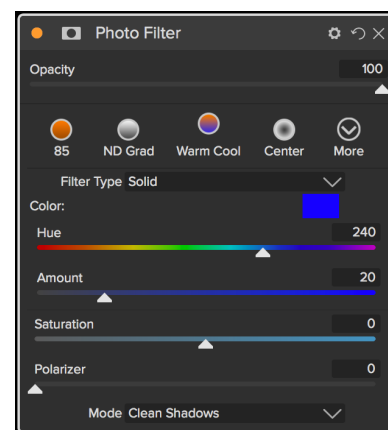 Photo Filter
Opacity 100
85 ND Grad Warm Cool Center More
Filter Type Solid
Color:
Hue 240
Amount 20
Saturation 0
Polarizer 0
Mode Clean Shadows